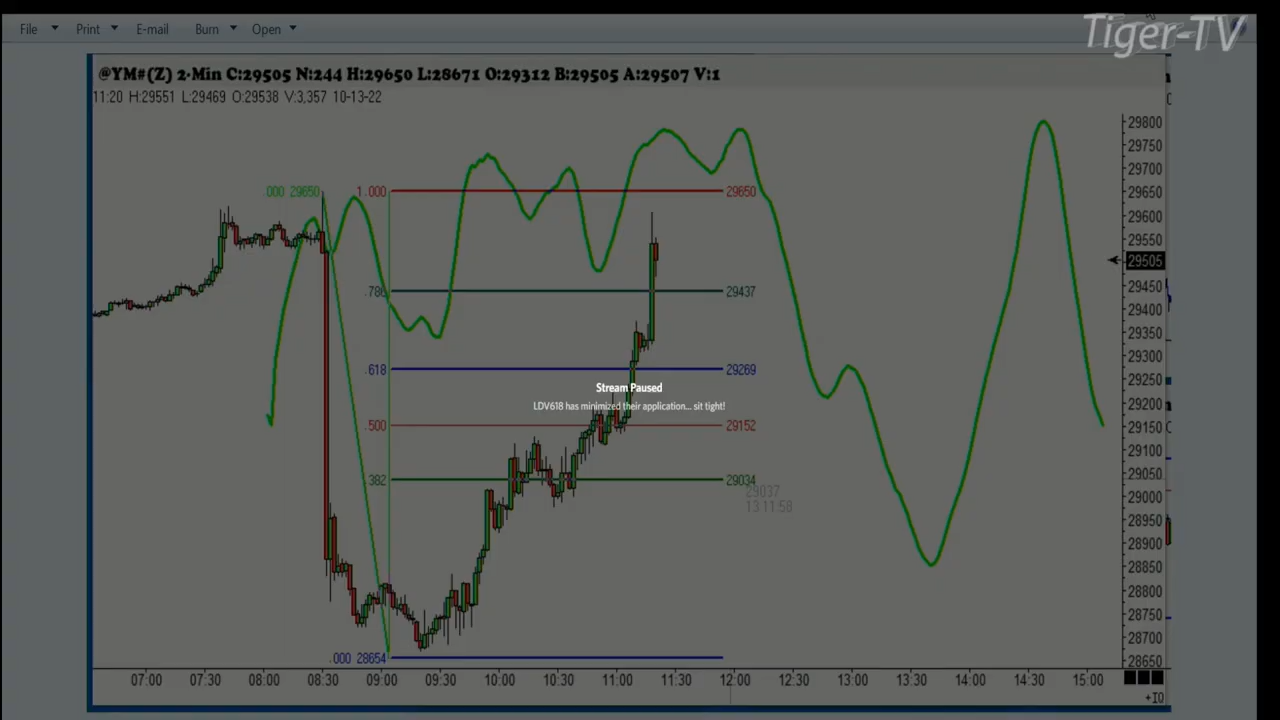 File Print E-mail Burn Open
Tiger-TV
@YM#(Z) 2-Min C:29505 N:244 H:29650 L:28671 O:29312 B:29505 A:29507 V:1
11:20 H:29551 L:29469 O:29538 V:3,357 10-13-22
29800
29750
29700
.000 29650 1.000 29650 29650
29600
29550
29505
.786 29437 29450
29400
29350
.618 29269 29300
Stream Paused
29250
LDV618 has minimized their application... sit tight!
29200
.500 29152 29150
29100
.382 29034 29050
29037 29000
13:11:58
28950
28900
28850
28800
28750
28700
.000 28654 28650
07:00 07:30 08:00 08:30 09:00 09:30 10:00 10:30 11:00 11:30 12:00 12:30 13:00 13:30 14:00 14:30 15:00
+10